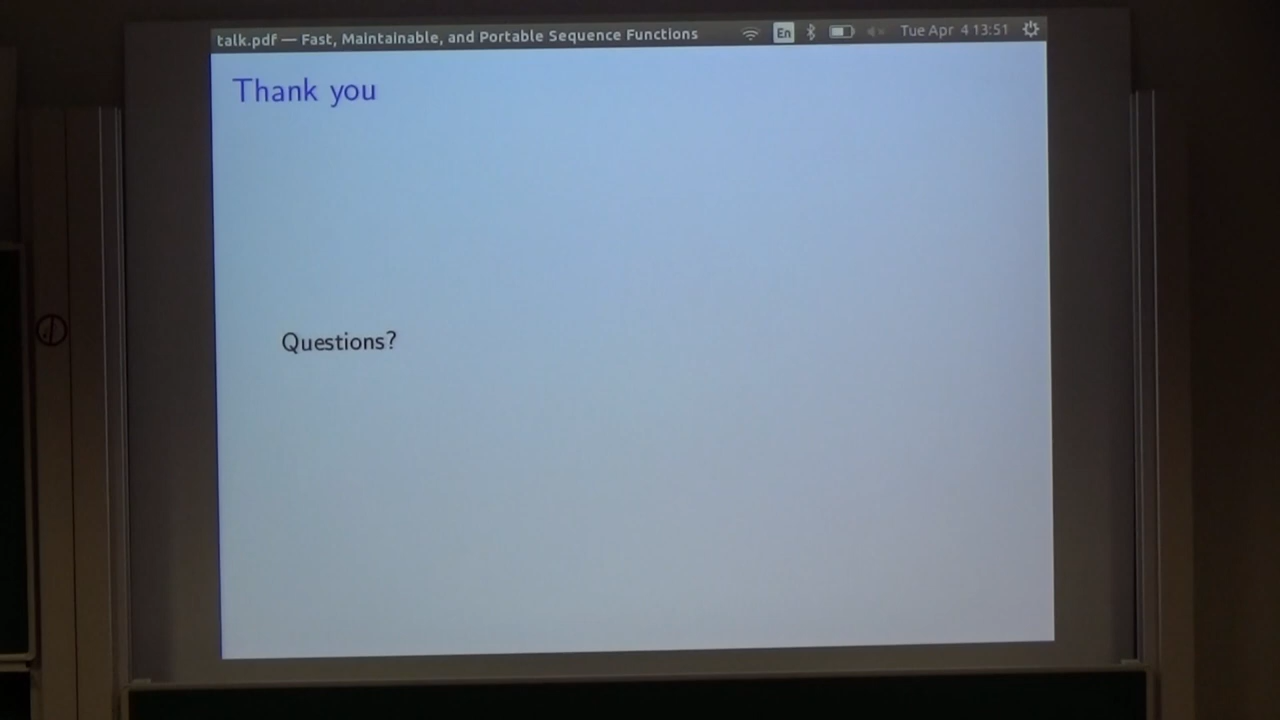 talk.pdf — Fast, Maintainable, and Portable Sequence Functions
En
Tue Apr 4 13:51
Thank you
Questions?